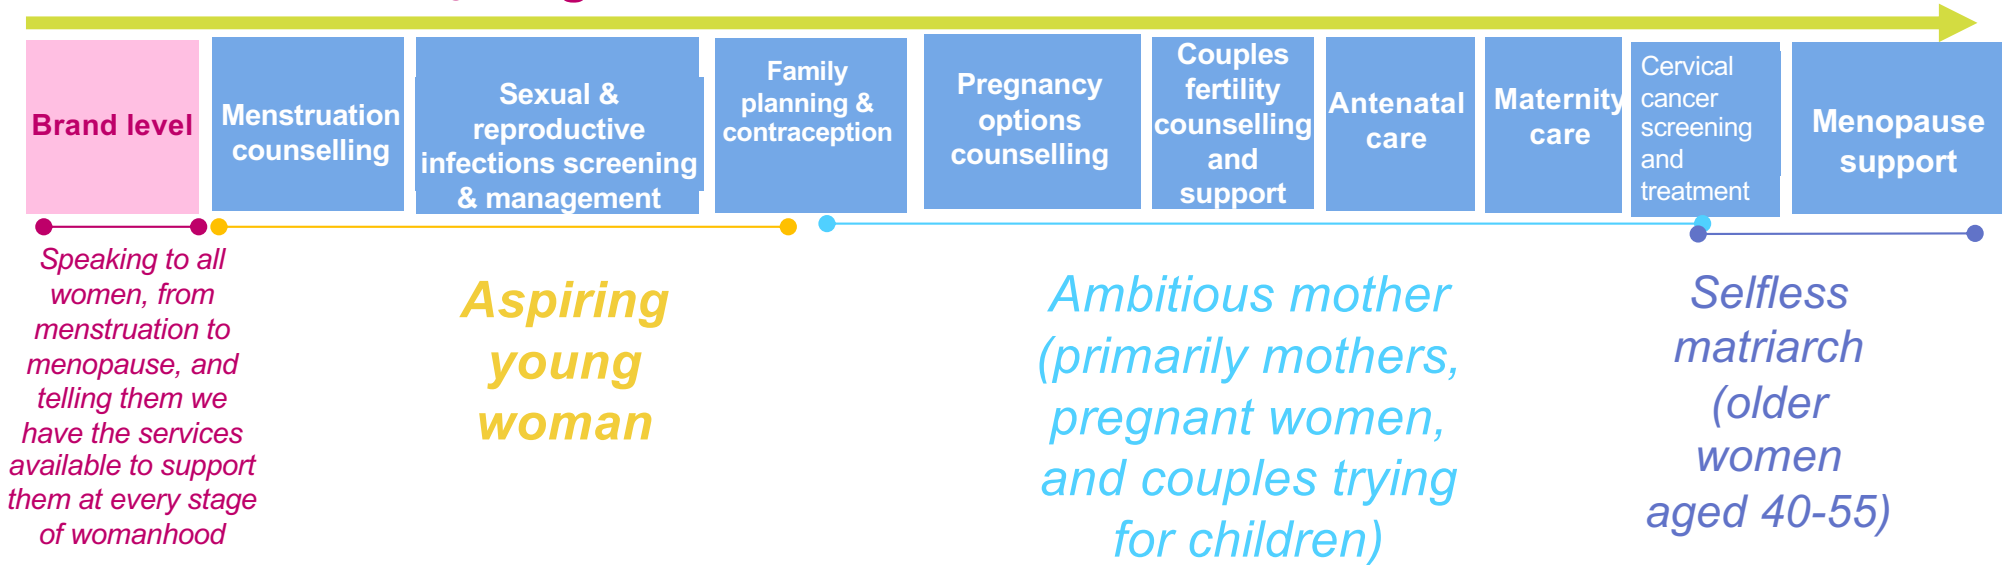 Brand level
Menstruation
counselling
Sexual &
reproductive
infections screening
& management
Family
planning &
contraception
Pregnancy
options
counselling
Couples
fertility
counselling
and
support
Antenatal
care
Maternity
care
Cervical
cancer
screening
and
treatment
Menopause
support
Speaking to all
women, from
menstruation to
menopause, and
telling them we
have the services
available to support
them at every stage
of womanhood
Aspiring
young
woman
Ambitious mother
(primarily mothers,
pregnant women,
and couples trying
for children)
Selfless
matriarch
(older
women
aged 40-55)